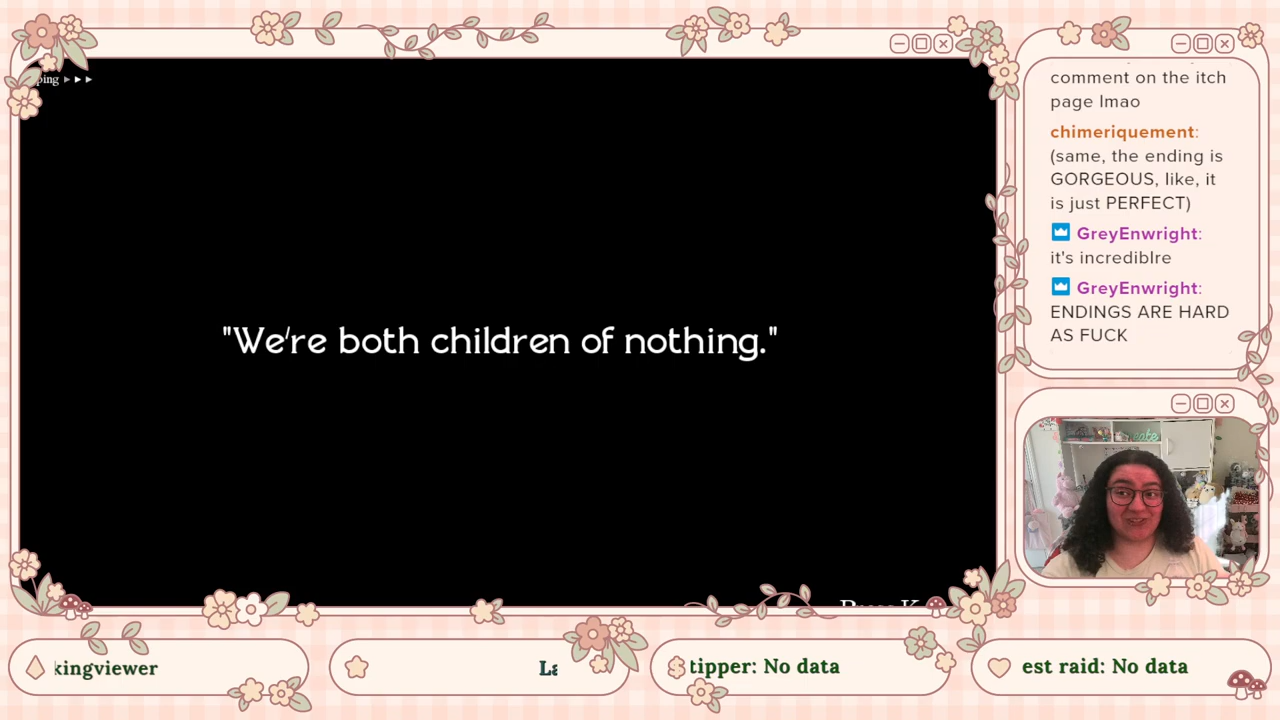 "We're both children of nothing."
comment on the itch
page lmao
chimeriquement:
(same, the ending is
GORGEOUS, like, it
is just PERFECT)
GreyEnwright:
it's incrediblre
GreyEnwright:
ENDINGS ARE HARD
AS FUCK
kingviewer
tipper: No data
est raid: No data